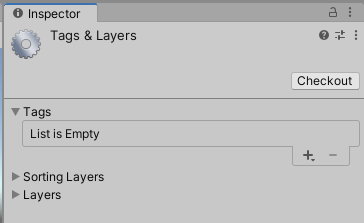 Inspector
Tags & Layers
Checkout
Tags
List is Empty
Sorting Layers
Layers